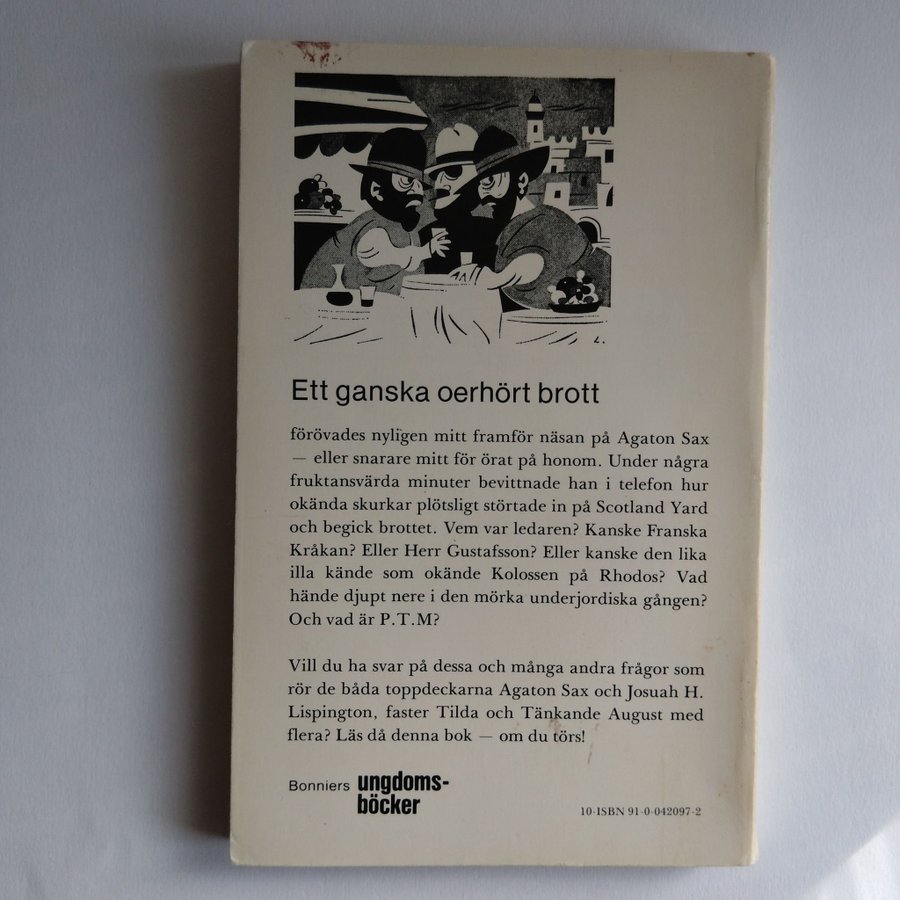 L.
Ett ganska oerhört brott
förövades nyligen mitt framför näsan på Agaton Sax
— eller snarare mitt för örat på honom. Under några
fruktansvärda minuter bevittnade han i telefon hur
okända skurkar plötsligt störtade in på Scotland Yard
och begick brottet. Vem var ledaren? Kanske Franska
Kråkan? Eller Herr Gustafsson? Eller kanske den lika
illa kände som okände Kolossen på Rhodos? Vad
hände djupt nere i den mörka underjordiska gången?
Och vad är P.T.M?
Vill du ha svar på dessa och många andra frågor som
rör de båda toppdeckarna Agaton Sax och Josuah H.
Lispington, faster Tilda och Tänkande August med
flera? Läs då denna bok — om du törs!
Bonniers ungdoms-
böcker
10-ISBN 91-0-042097-2